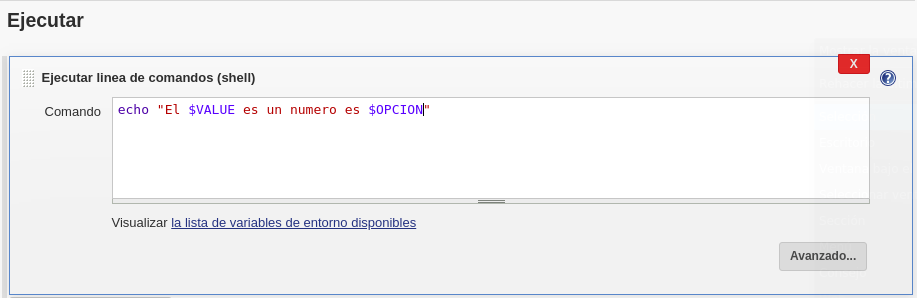 Ejecutar
X
Ejecutar linea de comandos (shell)
?
Comando
echo "El $VALUE es un numero es $OPCION"
Visualizar la lista de variables de entorno disponibles
Avanzado...